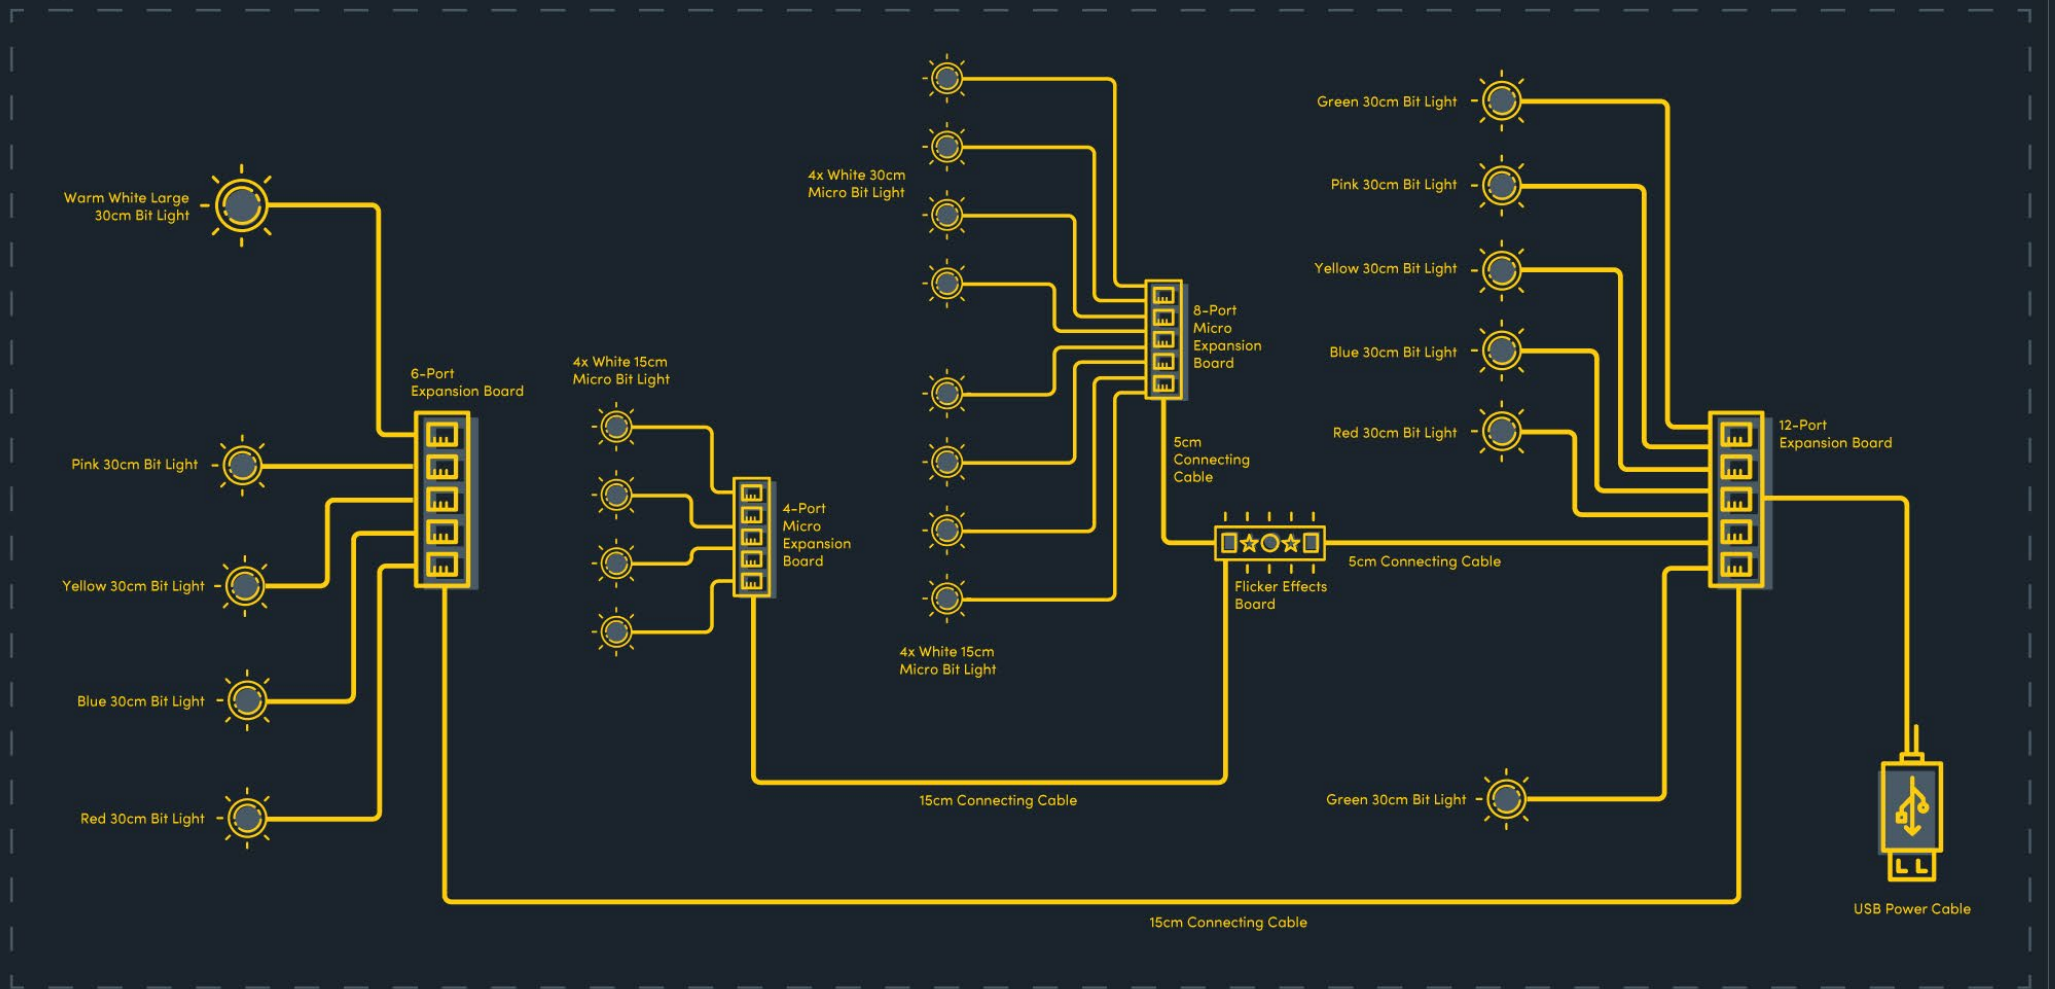 Warm White Large
30cm Bit Light
Pink 30cm Bit Light
Yellow 30cm Bit Light
Blue 30cm Bit Light
Red 30cm Bit Light
6-Port
Expansion Board
4x White 15cm
Micro Bit Light
4-Port
Micro
Expansion
Board
4x White 30cm
Micro Bit Light
8-Port
Micro
Expansion
Board
5cm
Connecting
Cable
4x White 15cm
Micro Bit Light
Flicker Effects
Board
5cm Connecting Cable
15cm Connecting Cable
15cm Connecting Cable
Green 30cm Bit Light
Pink 30cm Bit Light
Yellow 30cm Bit Light
Blue 30cm Bit Light
Red 30cm Bit Light
12-Port
Expansion Board
Green 30cm Bit Light
USB Power Cable